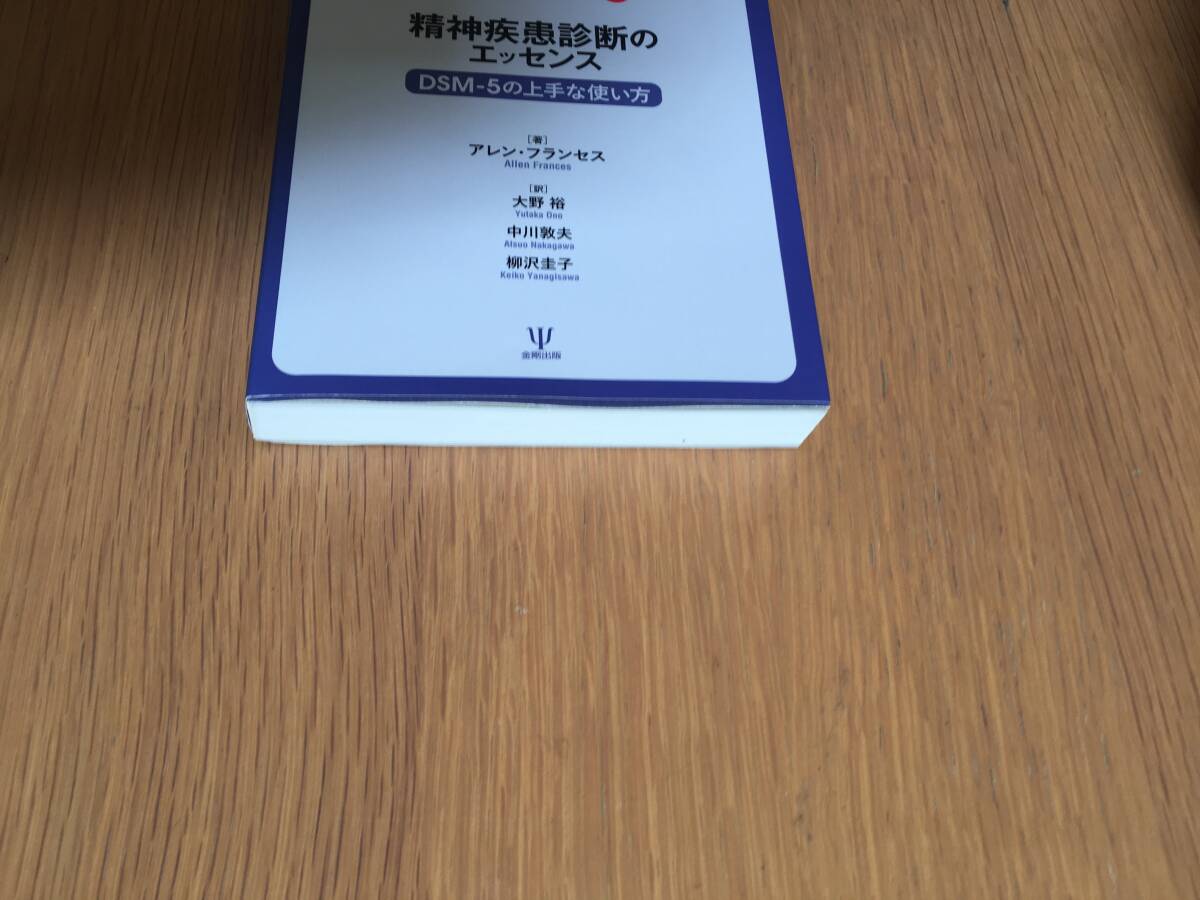 精神疾患診断の
エッセンス
DSM-5の上手な使い方
[著]
アレン・フランセス
Allen Frances
[訳]
大野 裕
Yutaka Ono
中川敦夫
Atsuo Nakagawa
柳沢圭子
Keiko Yanagisawa
Ψ
金剛出版